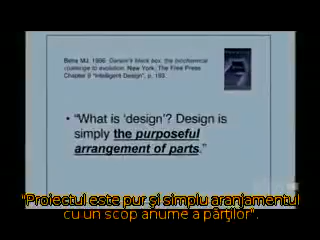 Behe MJ. 1996. Darwin's black box: the biochemical
challenge to evolution. New York, The Free Press
Chapter 9 "Intelligent Design", p. 193.
• "What is 'design'? Design is
simply the purposeful
arrangement of parts."
"Proiectul este pur şi simplu aranjamentul
cu un scop anume a părţilor".